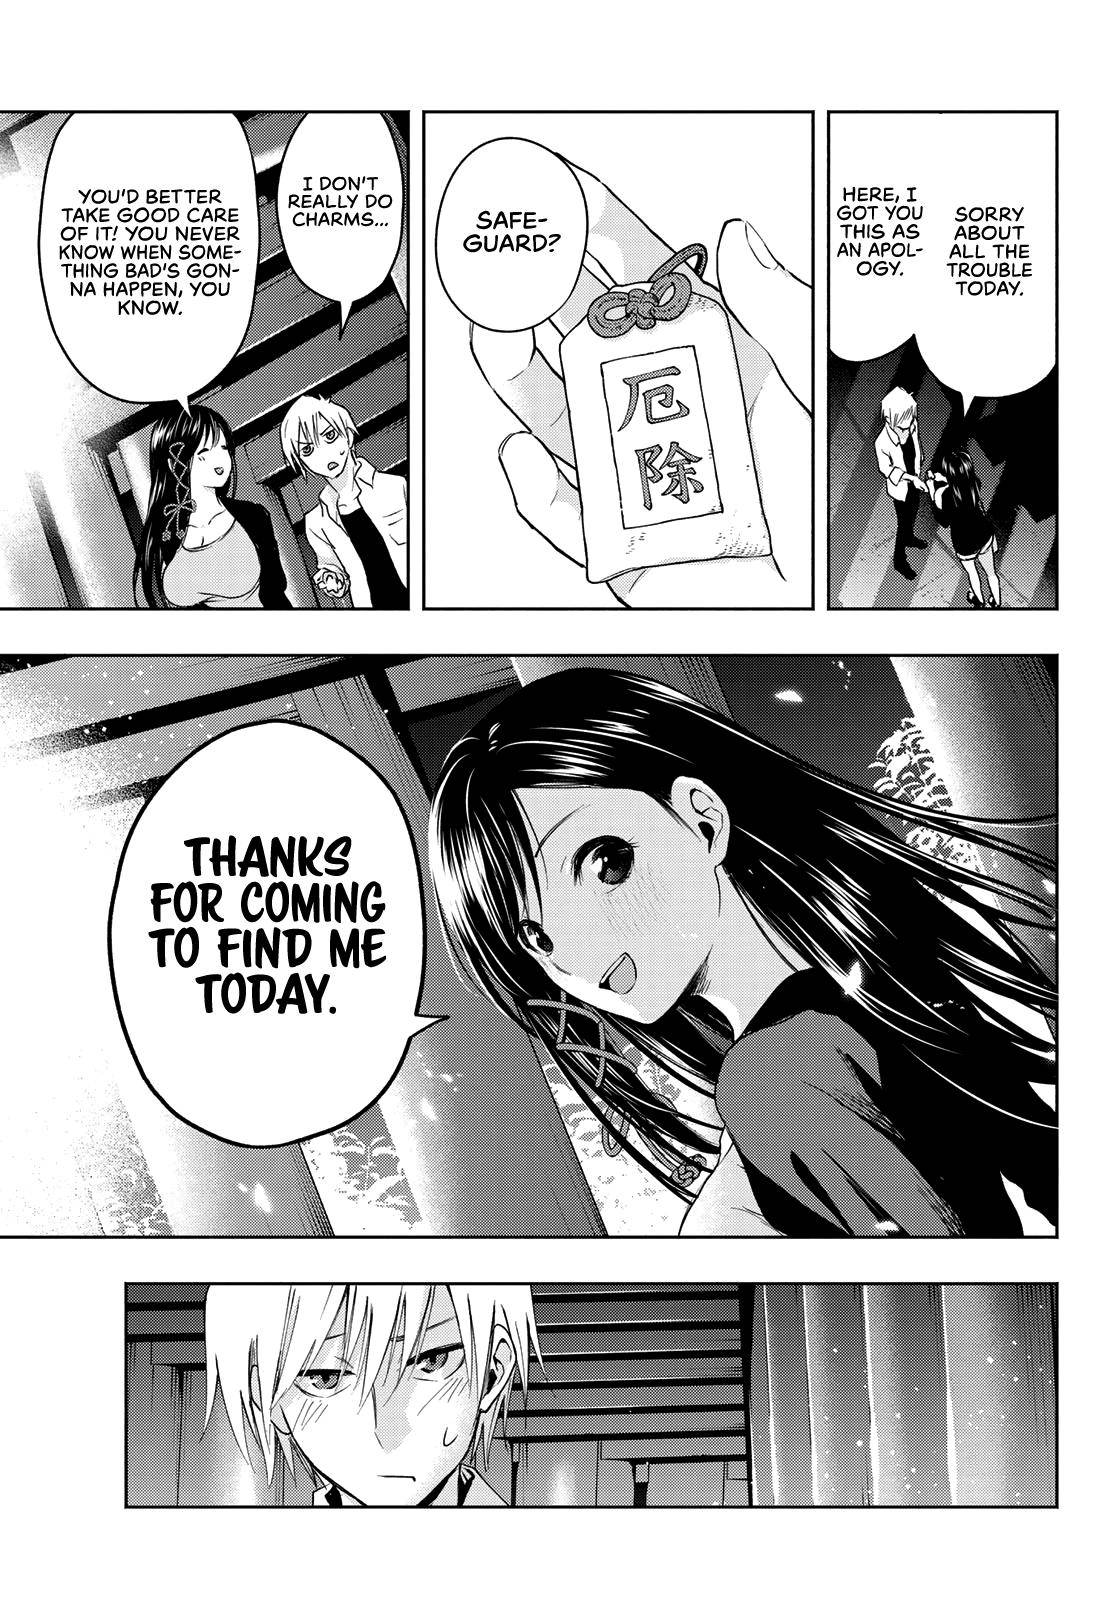 SORRY
ABOUT
ALL THE
TROUBLE
TODAY.
HERE, I
GOT YOU
THIS AS
AN APOL-
OGY.
SAFE-
GUARD?
厄
除
I DON'T
REALLY DO
CHARMS...
YOU'D BETTER
TAKE GOOD CARE
OF IT! YOU NEVER
KNOW WHEN SOME-
THING BAD'S GON-
NA HAPPEN, YOU
KNOW.
THANKS
FOR COMING
TO FIND ME
TODAY.